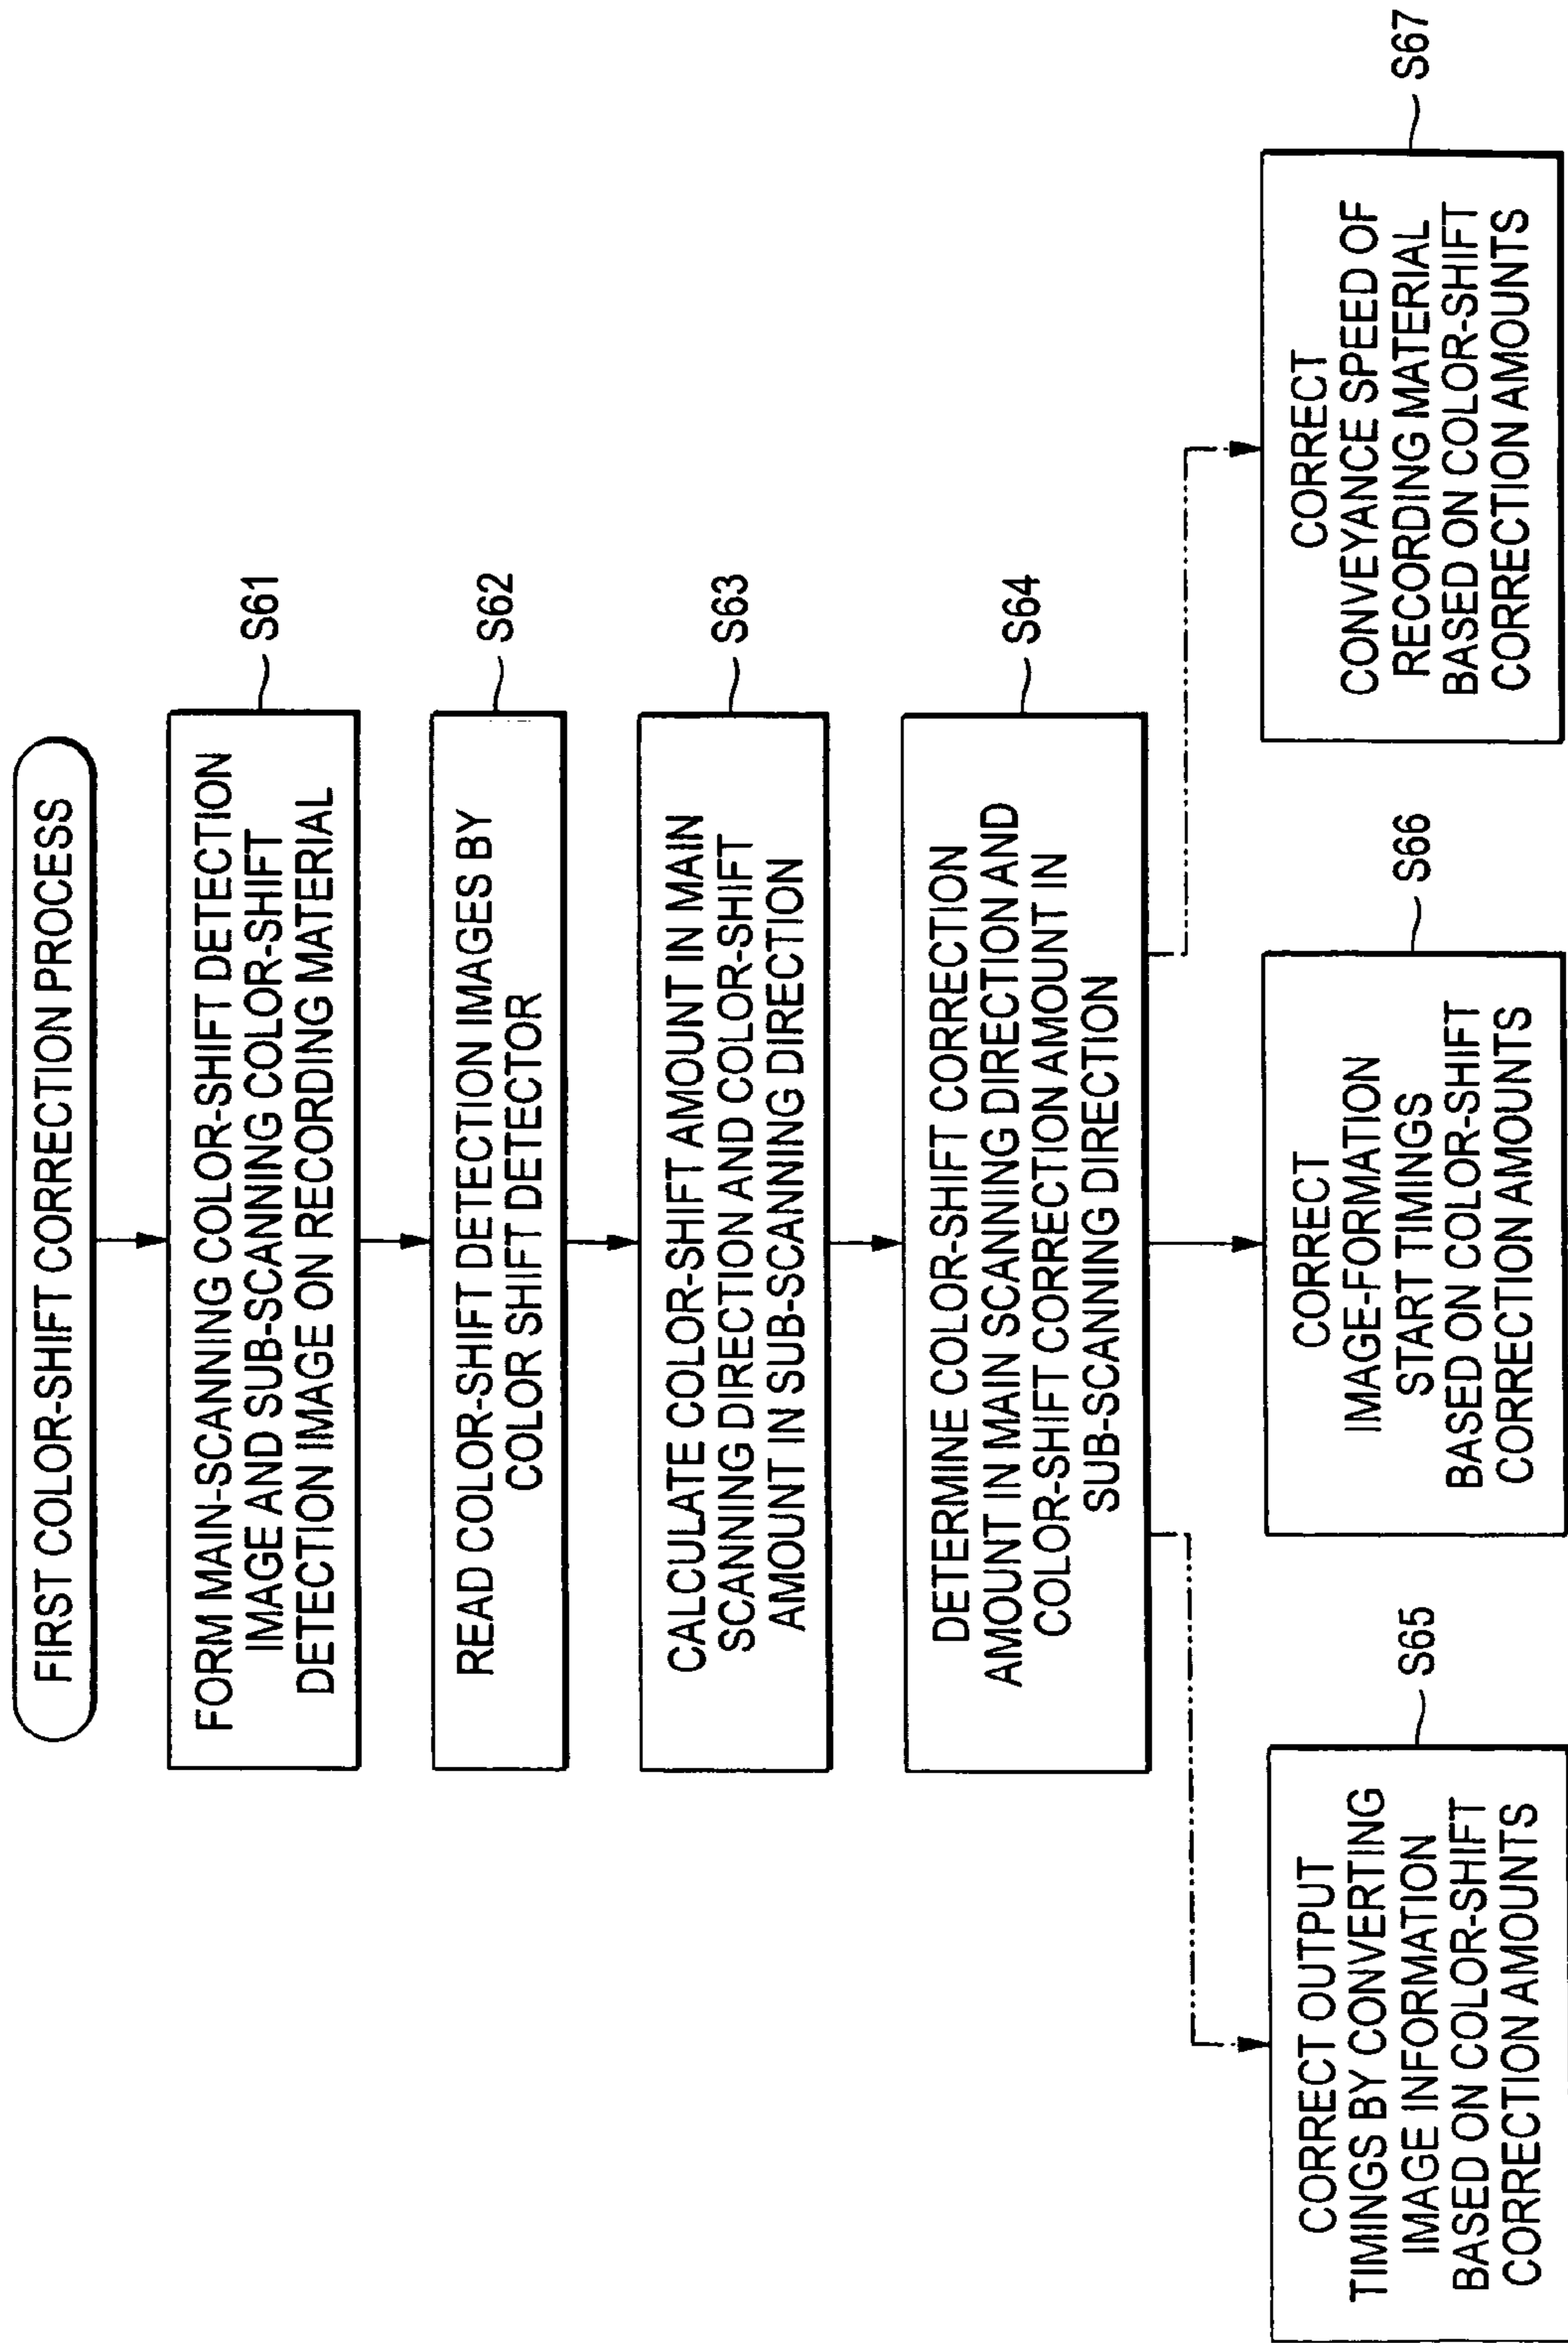 FIRST COLOR-SHIFT CORRECTION PROCESS
FORM MAIN-SCANNING COLOR-SHIFT DETECTION
IMAGE AND SUB-SCANNING COLOR-SHIFT
DETECTION IMAGE ON RECORDING MATERIAL
S61
READ COLOR-SHIFT DETECTION IMAGES BY
COLOR SHIFT DETECTOR
S62
CALCULATE COLOR-SHIFT AMOUNT IN MAIN
SCANNING DIRECTION AND COLOR-SHIFT
AMOUNT IN SUB-SCANNING DIRECTION
S63
DETERMINE COLOR-SHIFT CORRECTION
AMOUNT IN MAIN SCANNING DIRECTION AND
COLOR-SHIFT CORRECTION AMOUNT IN
SUB-SCANNING DIRECTION
S64
CORRECT OUTPUT
TIMINGS BY CONVERTING
IMAGE INFORMATION
BASED ON COLOR-SHIFT
CORRECTION AMOUNTS
S65
CORRECT
IMAGE-FORMATION
START TIMINGS
BASED ON COLOR-SHIFT
CORRECTION AMOUNTS
S66
CORRECT
CONVEYANCE SPEED OF
RECORDING MATERIAL
BASED ON COLOR-SHIFT
CORRECTION AMOUNTS
S67